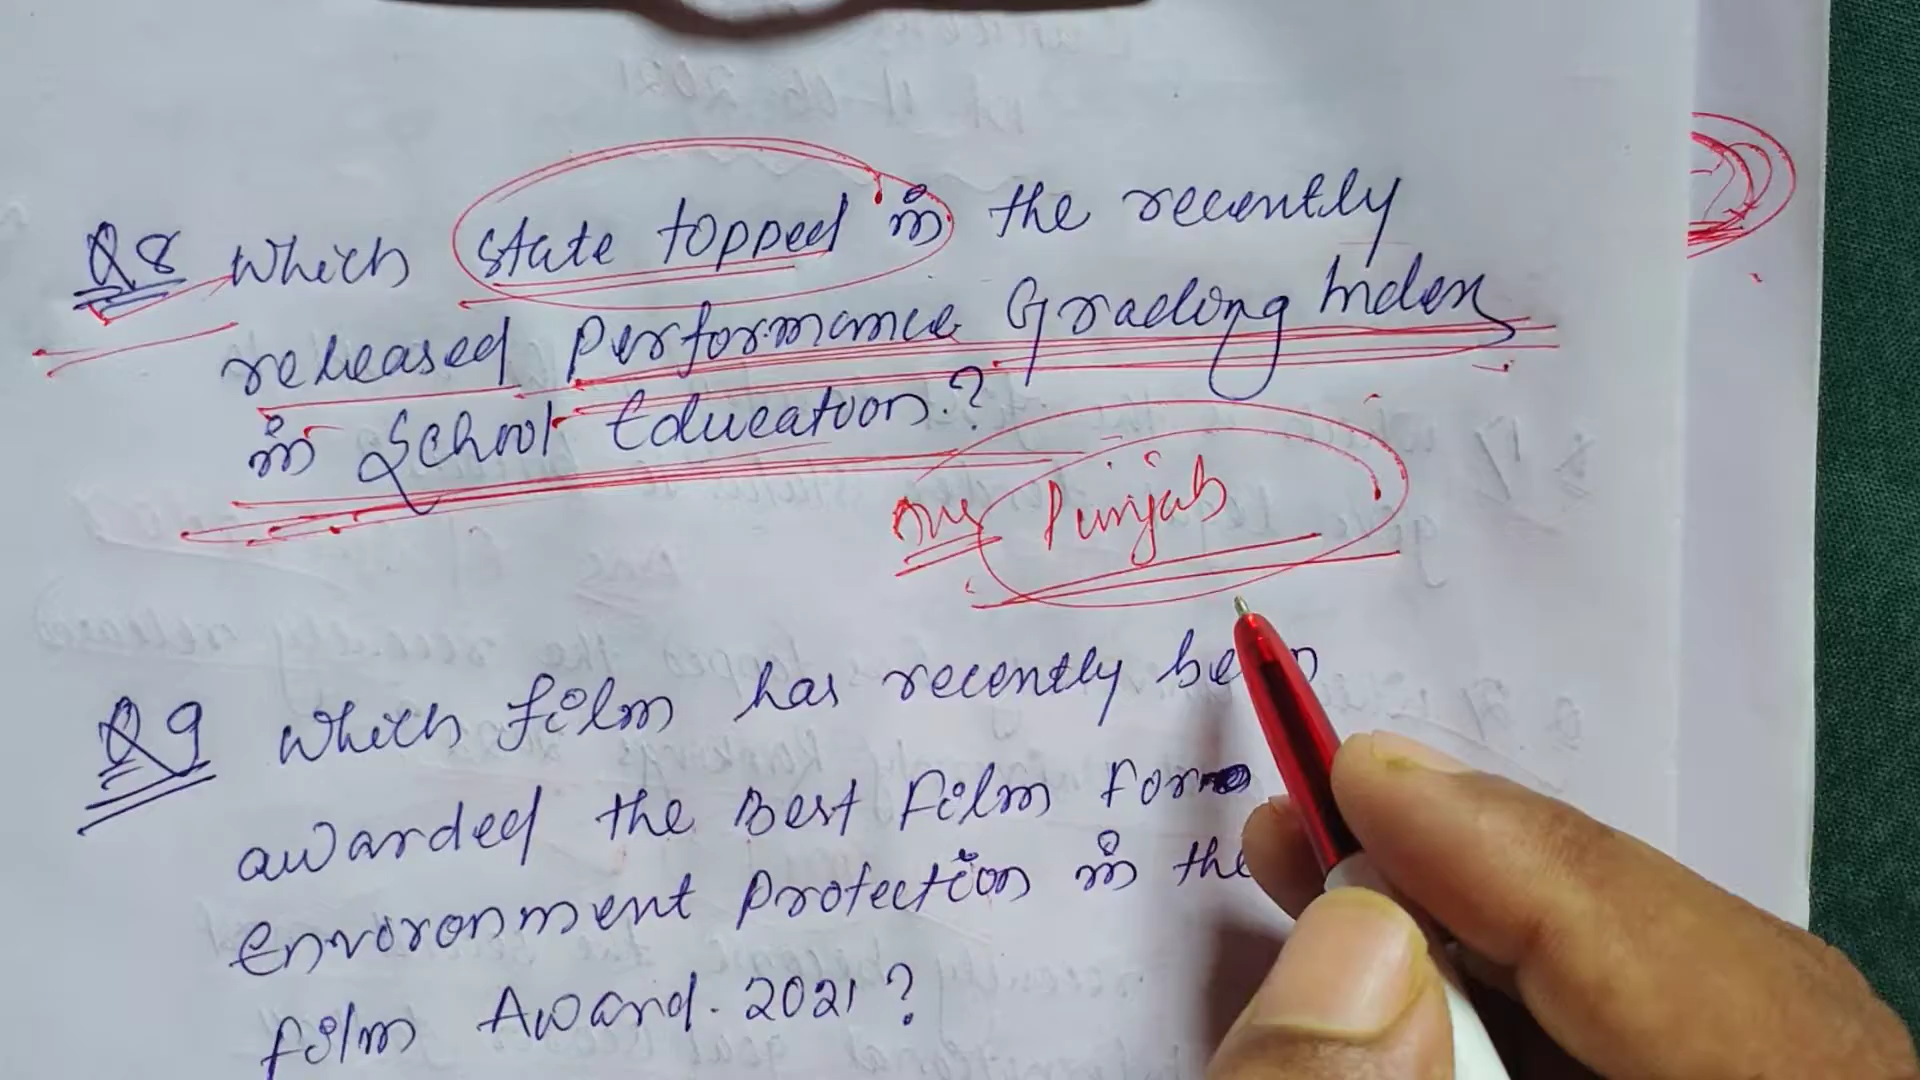 Q8 Which state topped in the recently
released Performance Grading Index
in School Education.?
Ans Punjab
Q9 Which film has recently been
awarded the Best Film For
Environment Protection in the
film Award. 2021?